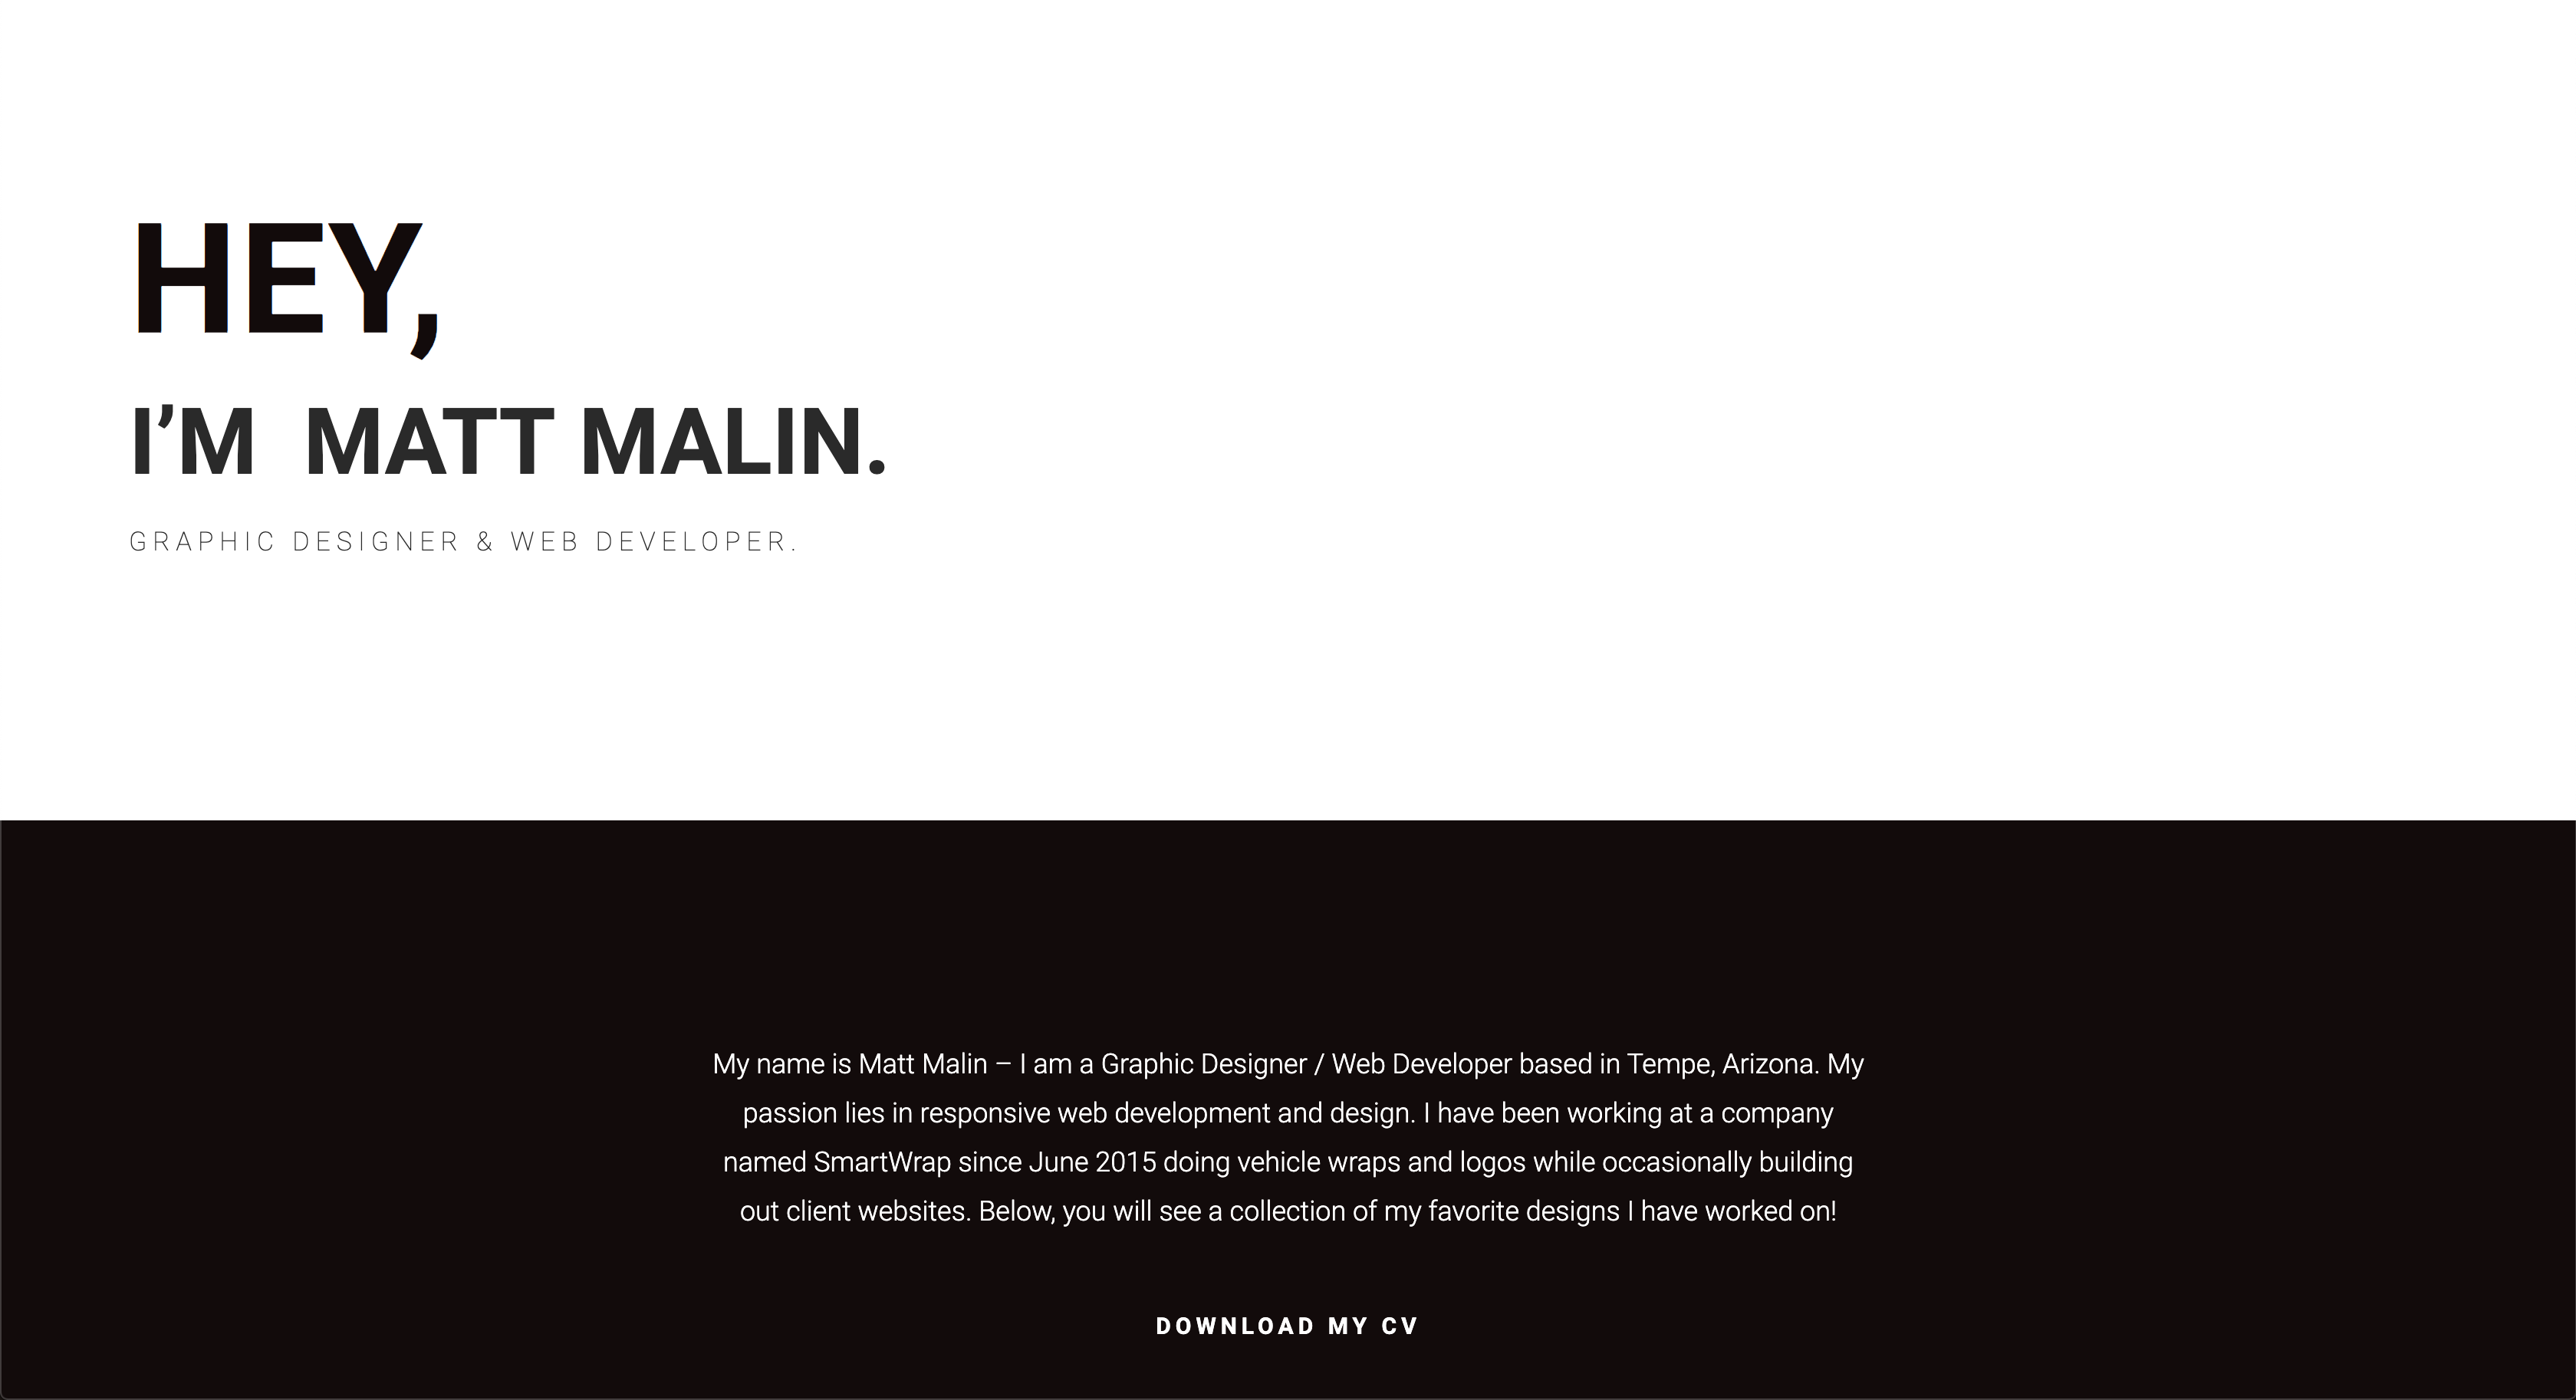 HEY,
I’M  MATT MALIN.
GRAPHIC DESIGNER & WEB DEVELOPER.
My name is Matt Malin – I am a Graphic Designer / Web Developer based in Tempe, Arizona. My
passion lies in responsive web development and design. I have been working at a company
named SmartWrap since June 2015 doing vehicle wraps and logos while occasionally building
out client websites. Below, you will see a collection of my favorite designs I have worked on!
DOWNLOAD MY CV